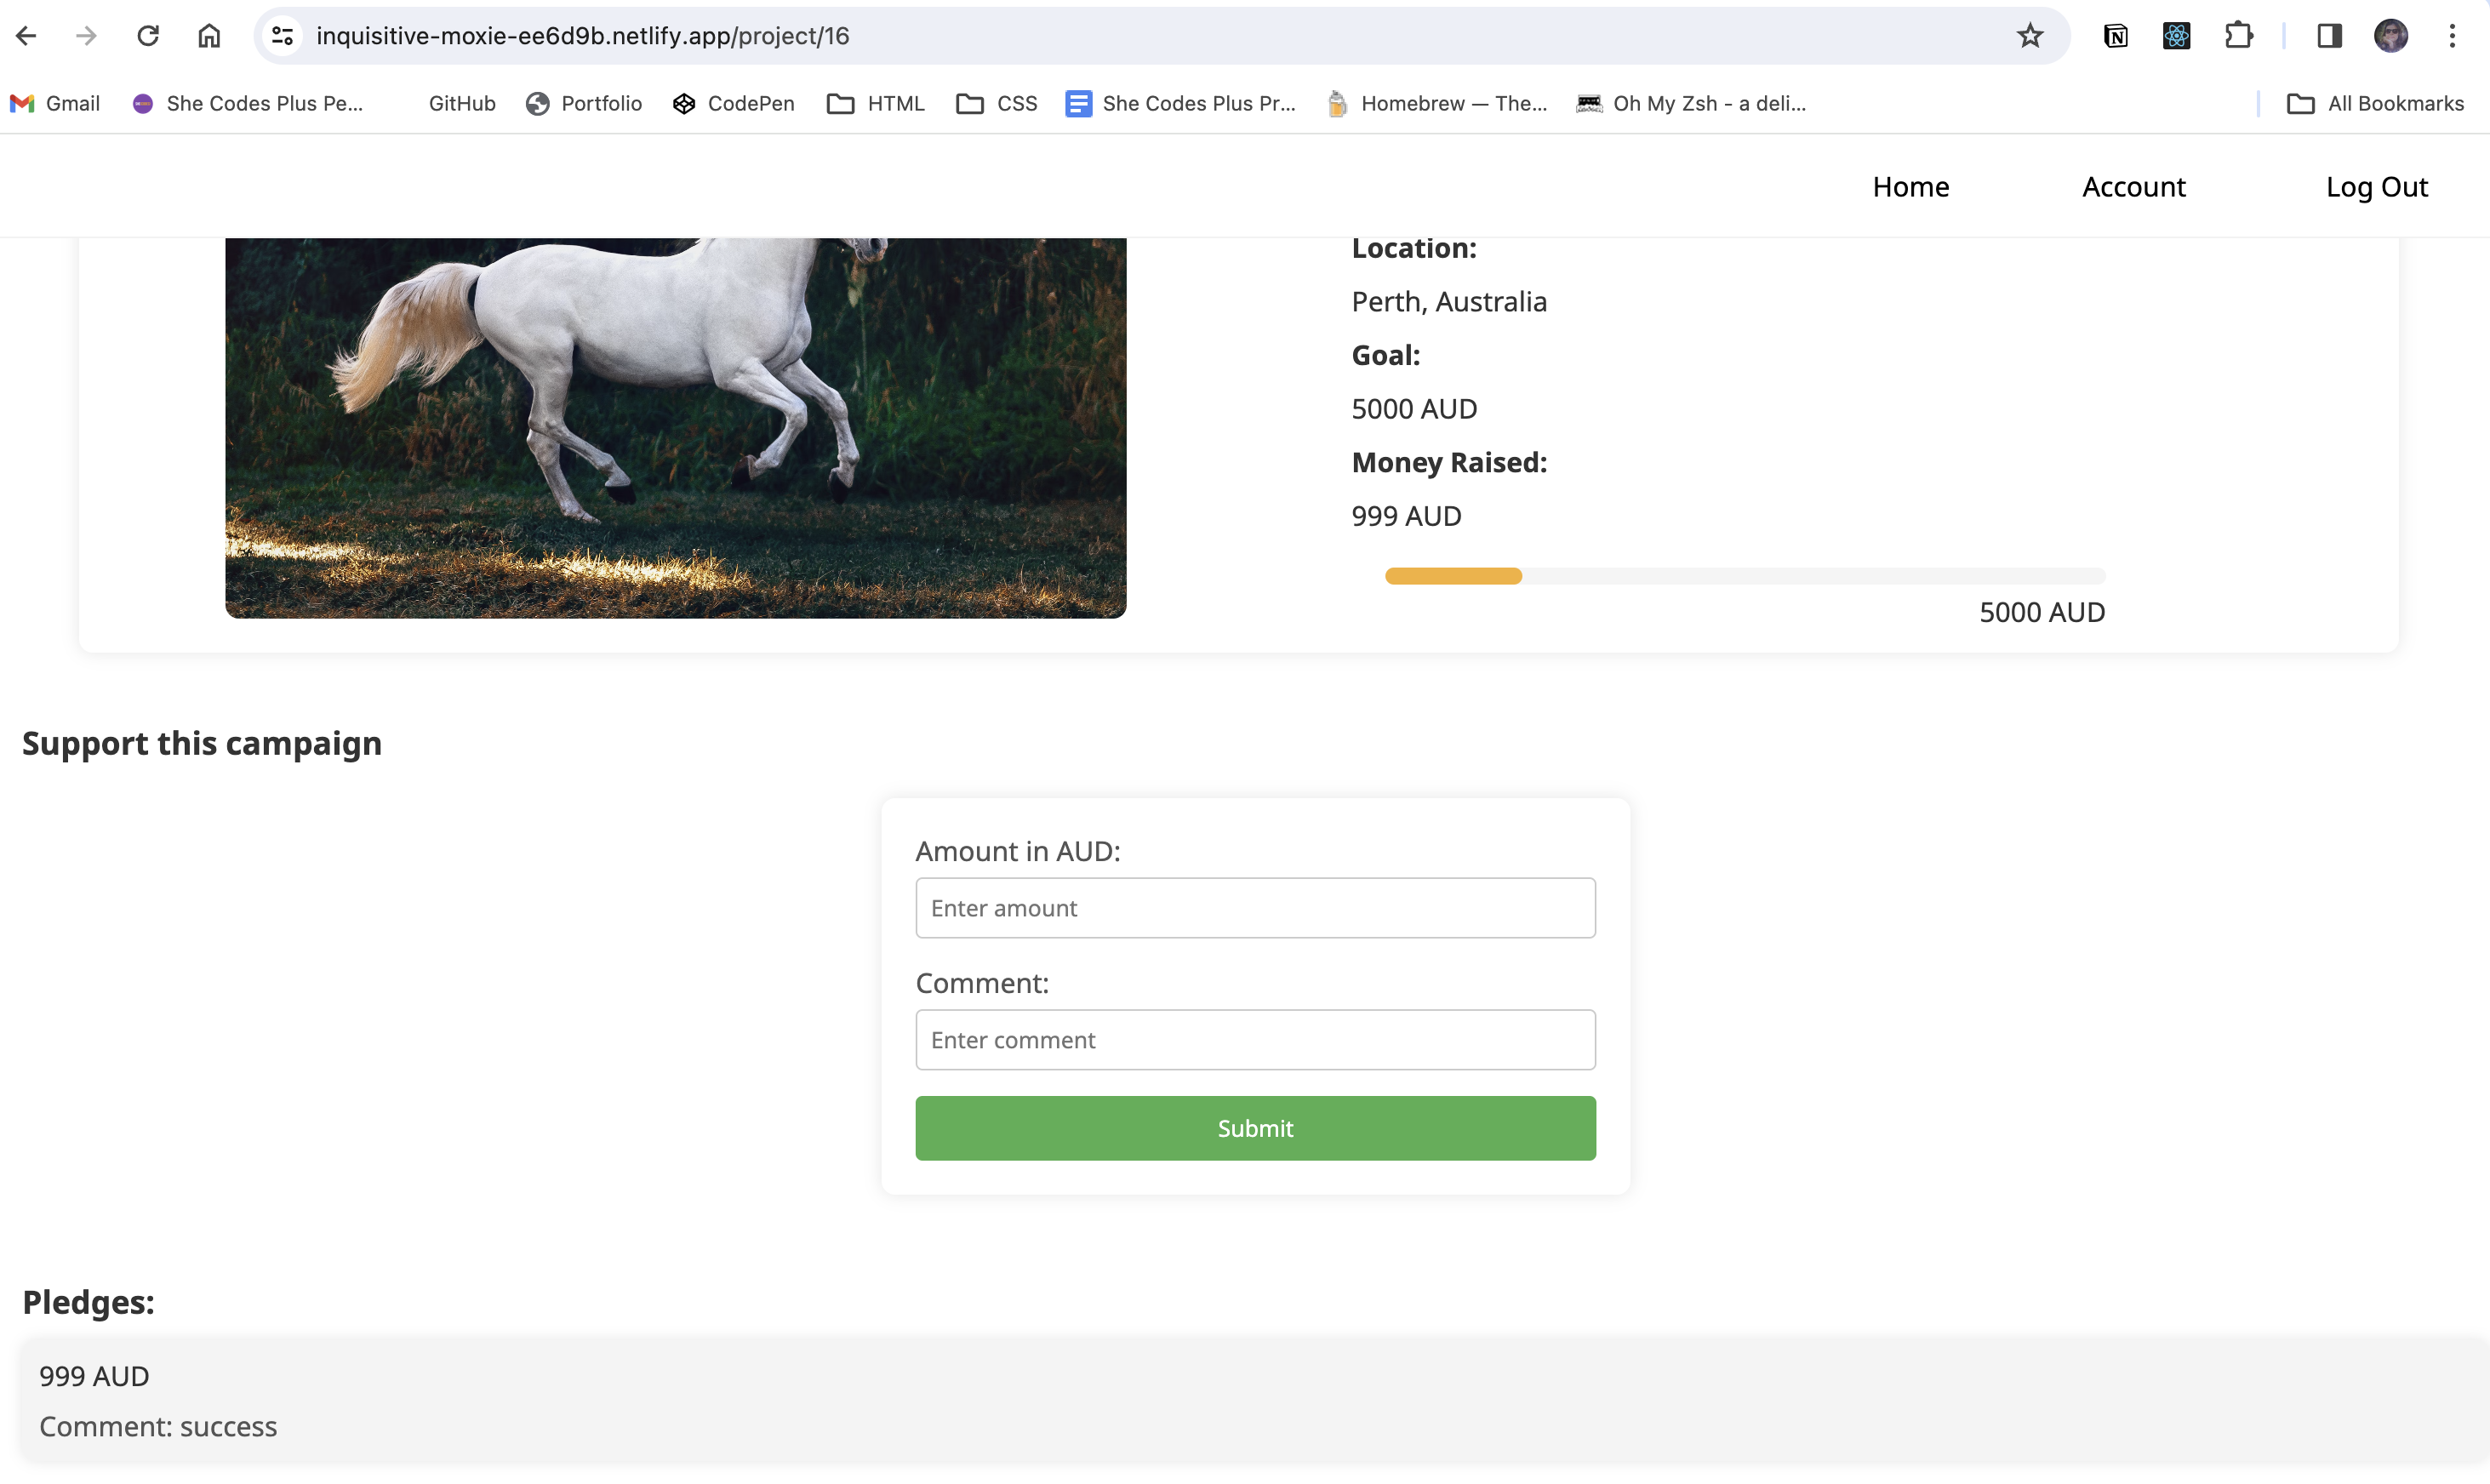 inquisitive-moxie-ee6d9b.netlify.app/project/16
Gmail She Codes Plus Pe... GitHub Portfolio CodePen HTML CSS She Codes Plus Pr... Homebrew — The... Oh My Zsh - a deli... All Bookmarks
Home Account Log Out
Location:
Perth, Australia
Goal:
5000 AUD
Money Raised:
999 AUD
5000 AUD
Support this campaign
Amount in AUD:
Enter amount
Comment:
Enter comment
Submit
Pledges:
999 AUD
Comment: success